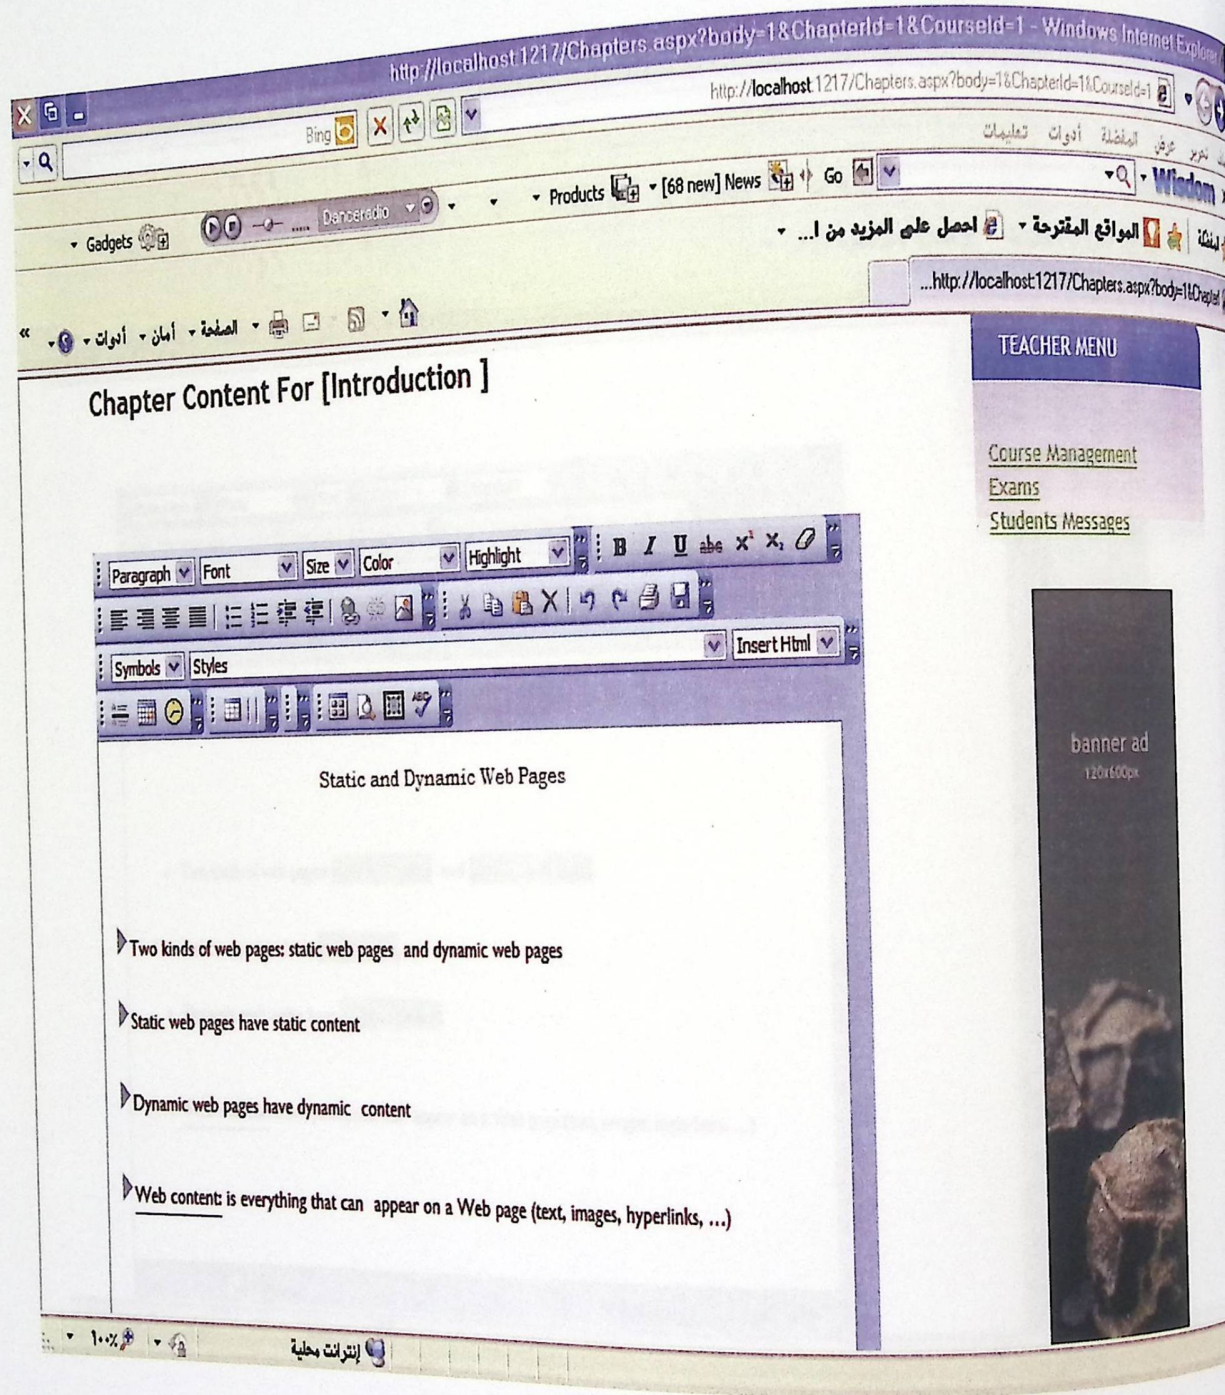 http://localhost:1217/Chapters.aspx?body=1&ChapterId=1&CourseId=1 - Windows Internet Explorer
http://localhost:1217/Chapters.aspx?body=1&ChapterId=1&CourseId=1
Bing
تحرير عرض المفضلة أدوات تعليمات
Wisdom Go [68 new] News Products Danceradio Gadgets
المواقع المقترحة احصل على المزيد من ا...
...http://localhost:1217/Chapters.aspx?body=1&Chapter
الصفحة أمان أدوات
TEACHER MENU
Course Management
Exams
Students Messages
Chapter Content For [Introduction ]
Paragraph Font Size Color Highlight B I U abc X² X₂
Symbols Styles Insert Html
ABC
Static and Dynamic Web Pages
Two kinds of web pages: static web pages and dynamic web pages
Static web pages have static content
Dynamic web pages have dynamic content
Web content: is everything that can appear on a Web page (text, images, hyperlinks, ...)
banner ad
120x600px
إنترانت محلية
١٠٠%